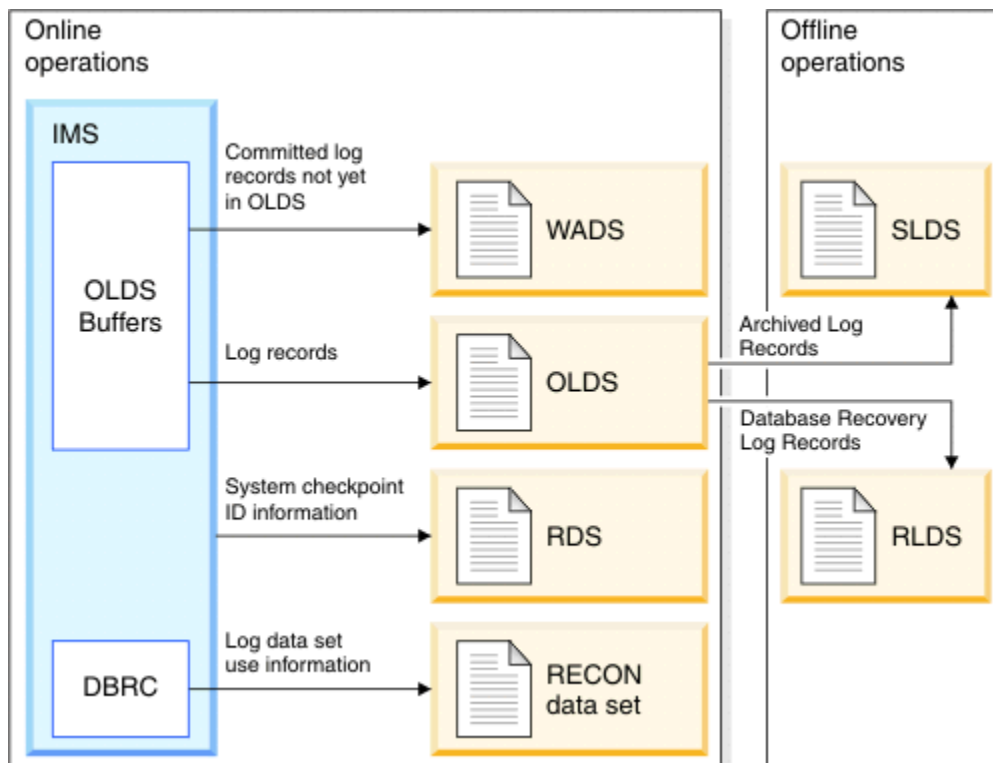 Online
operations
IMS
OLDS
Buffers
DBRC
Committed log
records not yet
in OLDS
Log records
System checkpoint
ID information
Log data set
use information
WADS
OLDS
RDS
RECON
data set
Archived Log
Records
Database Recovery
Log Records
Offline
operations
SLDS
RLDS